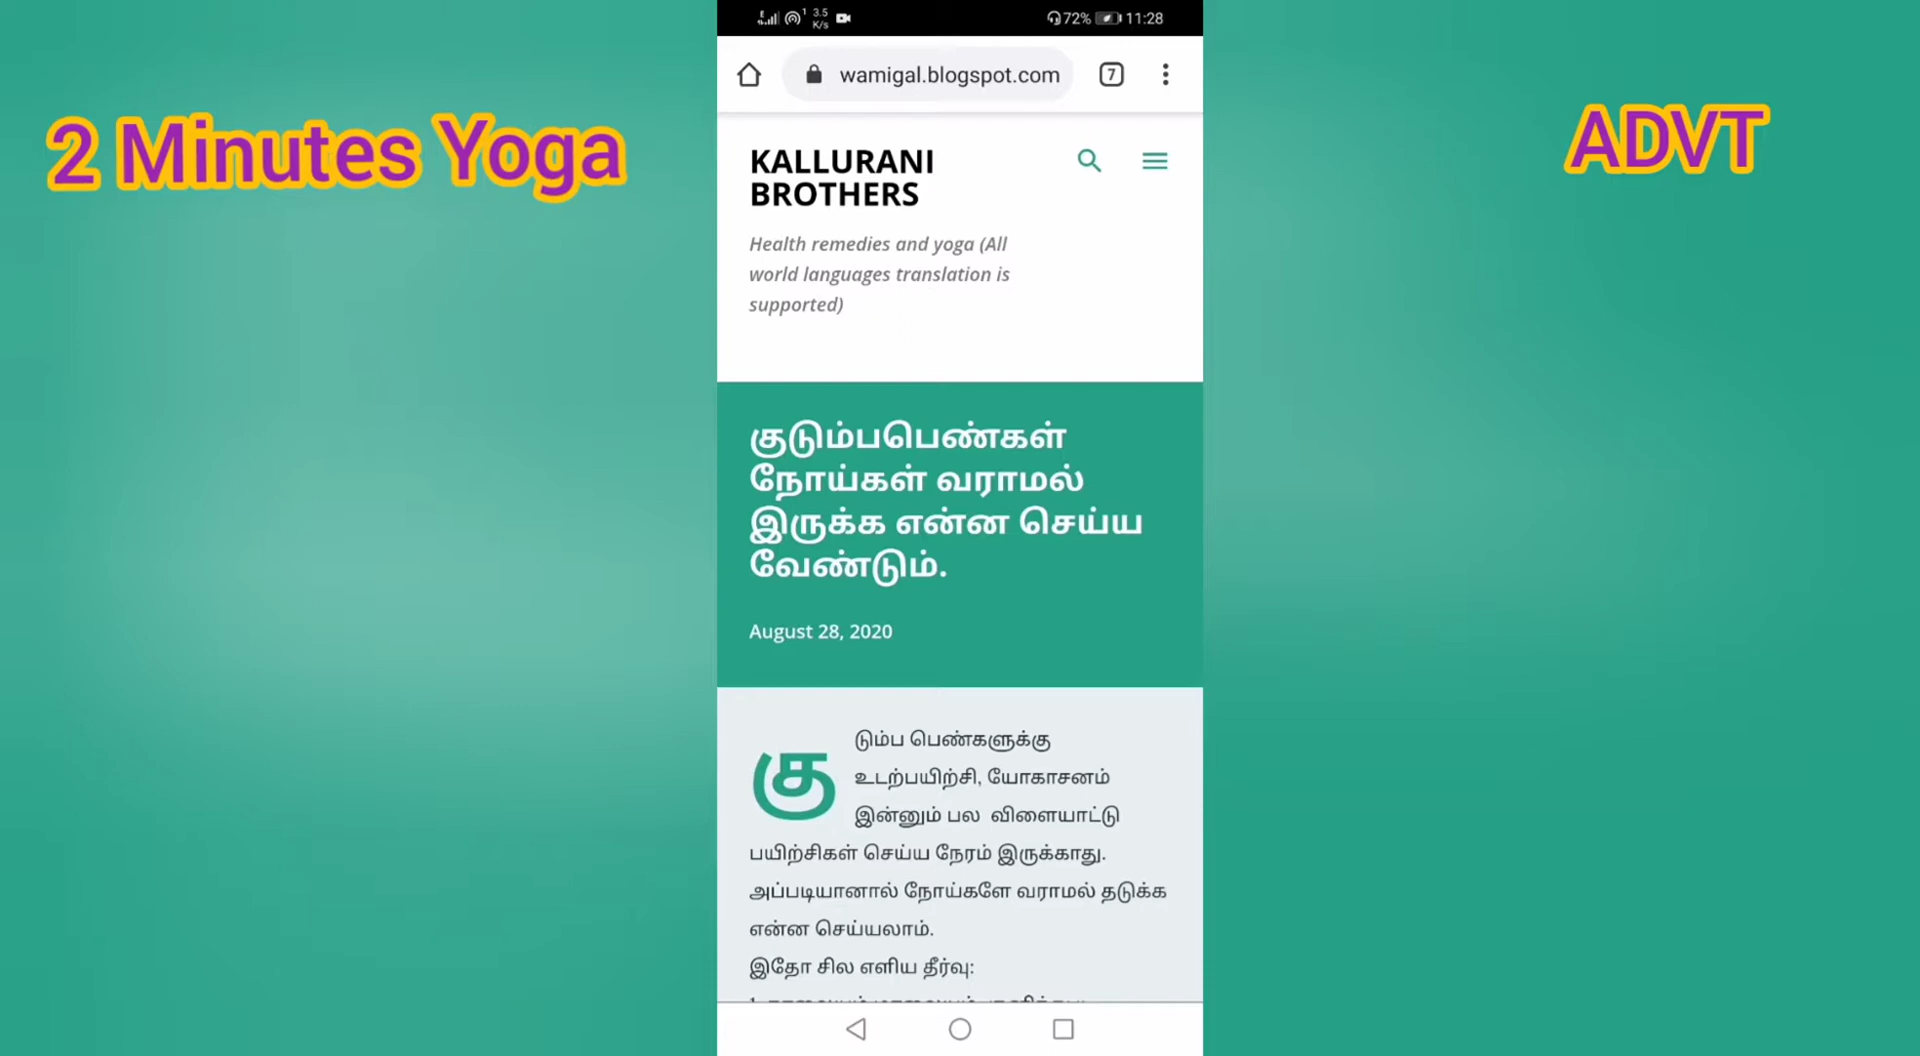 3.5
K/s
72%
11:28
wamigal.blogspot.com
7
2 Minutes Yoga
ADVT
KALLURANI
BROTHERS
Health remedies and yoga (All
world languages translation is
supported)
குடும்பபெண்கள்
நோய்கள் வராமல்
இருக்க என்ன செய்ய
வேண்டும்.
August 28, 2020
கு
டும்ப பெண்களுக்கு
உடற்பயிற்சி, யோகாசனம்
இன்னும் பல விளையாட்டு
பயிற்சிகள் செய்ய நேரம் இருக்காது.
அப்படியானால் நோய்களே வராமல் தடுக்க
என்ன செய்யலாம்.
இதோ சில எளிய தீர்வு: